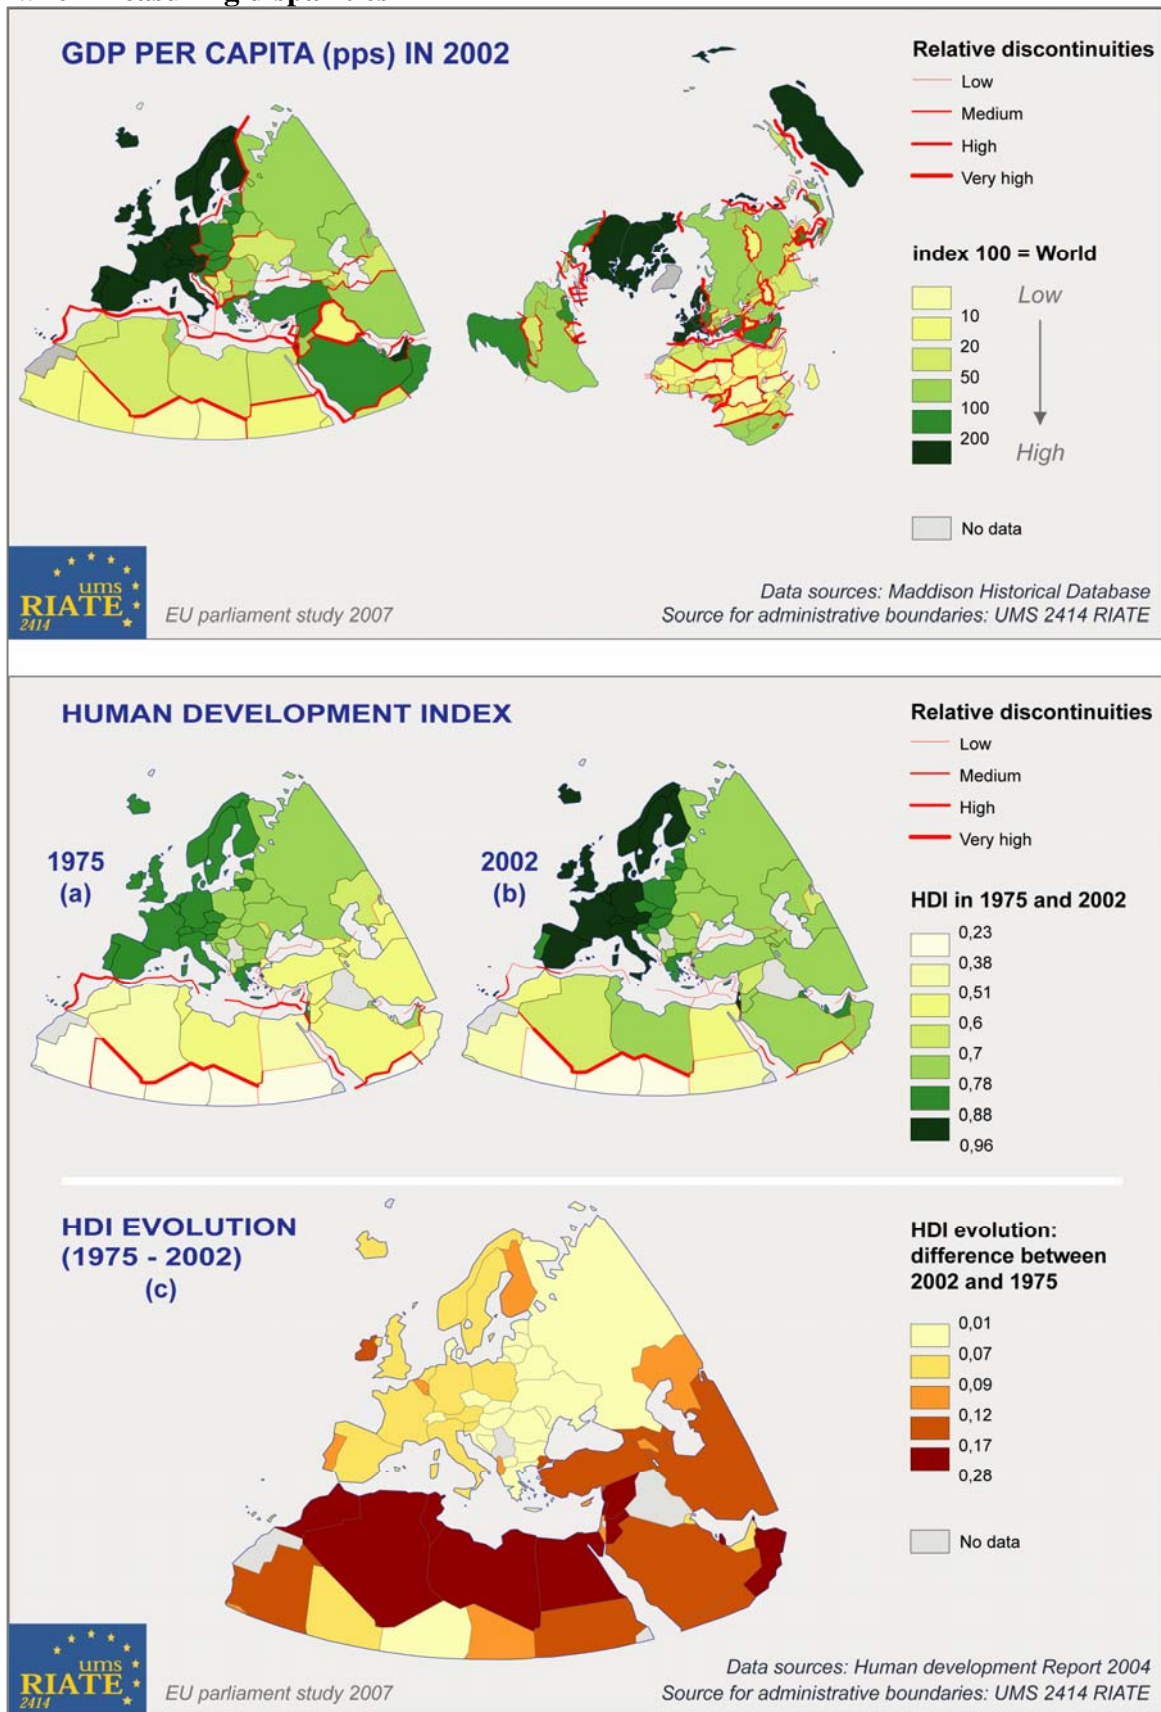 GDP PER CAPITA (pps) IN 2002
Relative discontinuities
Low
Medium
High
Very high
index 100 = World
Low
10
20
50
100
200
High
No data
ums
RIATE
2414
EU parliament study 2007
Data sources: Maddison Historical Database
Source for administrative boundaries: UMS 2414 RIATE
HUMAN DEVELOPMENT INDEX
Relative discontinuities
Low
Medium
High
Very high
1975
(a)
2002
(b)
HDI in 1975 and 2002
0,23
0,38
0,51
0,6
0,7
0,78
0,88
0,96
HDI EVOLUTION
(1975 - 2002)
(c)
HDI evolution:
difference between
2002 and 1975
0,01
0,07
0,09
0,12
0,17
0,28
No data
ums
RIATE
2414
EU parliament study 2007
Data sources: Human development Report 2004
Source for administrative boundaries: UMS 2414 RIATE